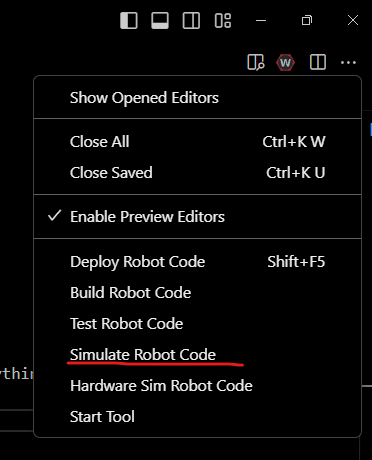 W
Show Opened Editors
Close All Ctrl+K W
Close Saved Ctrl+K U
Enable Preview Editors
Deploy Robot Code Shift+F5
Build Robot Code
Test Robot Code
Simulate Robot Code
Hardware Sim Robot Code
Start Tool